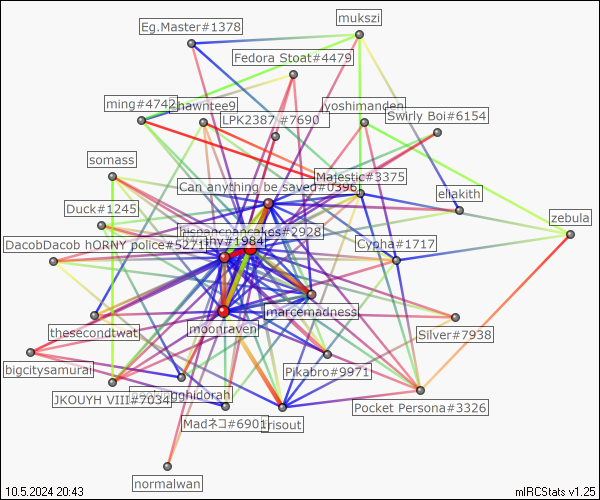 mukszi
Eg.Master#1378
Fedora Stoat#4479
ming#4742
hawntee9
yoshimanden
LPK2387 #7690
Swirly Boi#6154
somass
Majestic#3375
Can anything be saved#0396
eliakith
Duck#1245
zebula
#2928
shy#1984
DacobDacob hORNY police#5271
Cypha#1717
marcemadness
moonraven
thesecondtwat
Silver#7938
bigcitysamurai
Pikabro#9971
ghidorah
JKOUYH VIII#7034
Pocket Persona#3326
Madネコ#6901
risout
normalwan
10.5.2024 20:43
mIRCStats v1.25